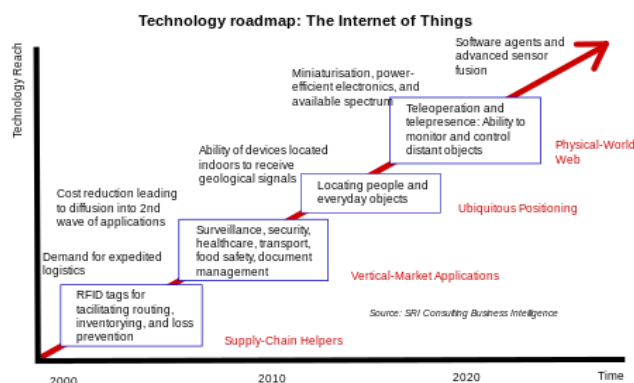 Technology roadmap: The Internet of Things
Technology Reach
Software agents and
advanced sensor
fusion
Miniaturisation, power-
efficient electronics, and
available spectrum
Teleoperation and
telepresence: Ability to
monitor and control
distant objects
Physical-World
Web
Ability of devices located
indoors to receive
geological signals
Locating people and
everyday objects
Ubiquitous Positioning
Cost reduction leading
to diffusion into 2nd
wave of applications
Surveillance, security,
healthcare, transport,
food safety, document
management
Vertical-Market Applications
Demand for expedited
logistics
RFID tags for
facilitating routing,
inventorying, and loss
prevention
Supply-Chain Helpers
Source: SRI Consulting Business Intelligence
2000
2010
2020
Time